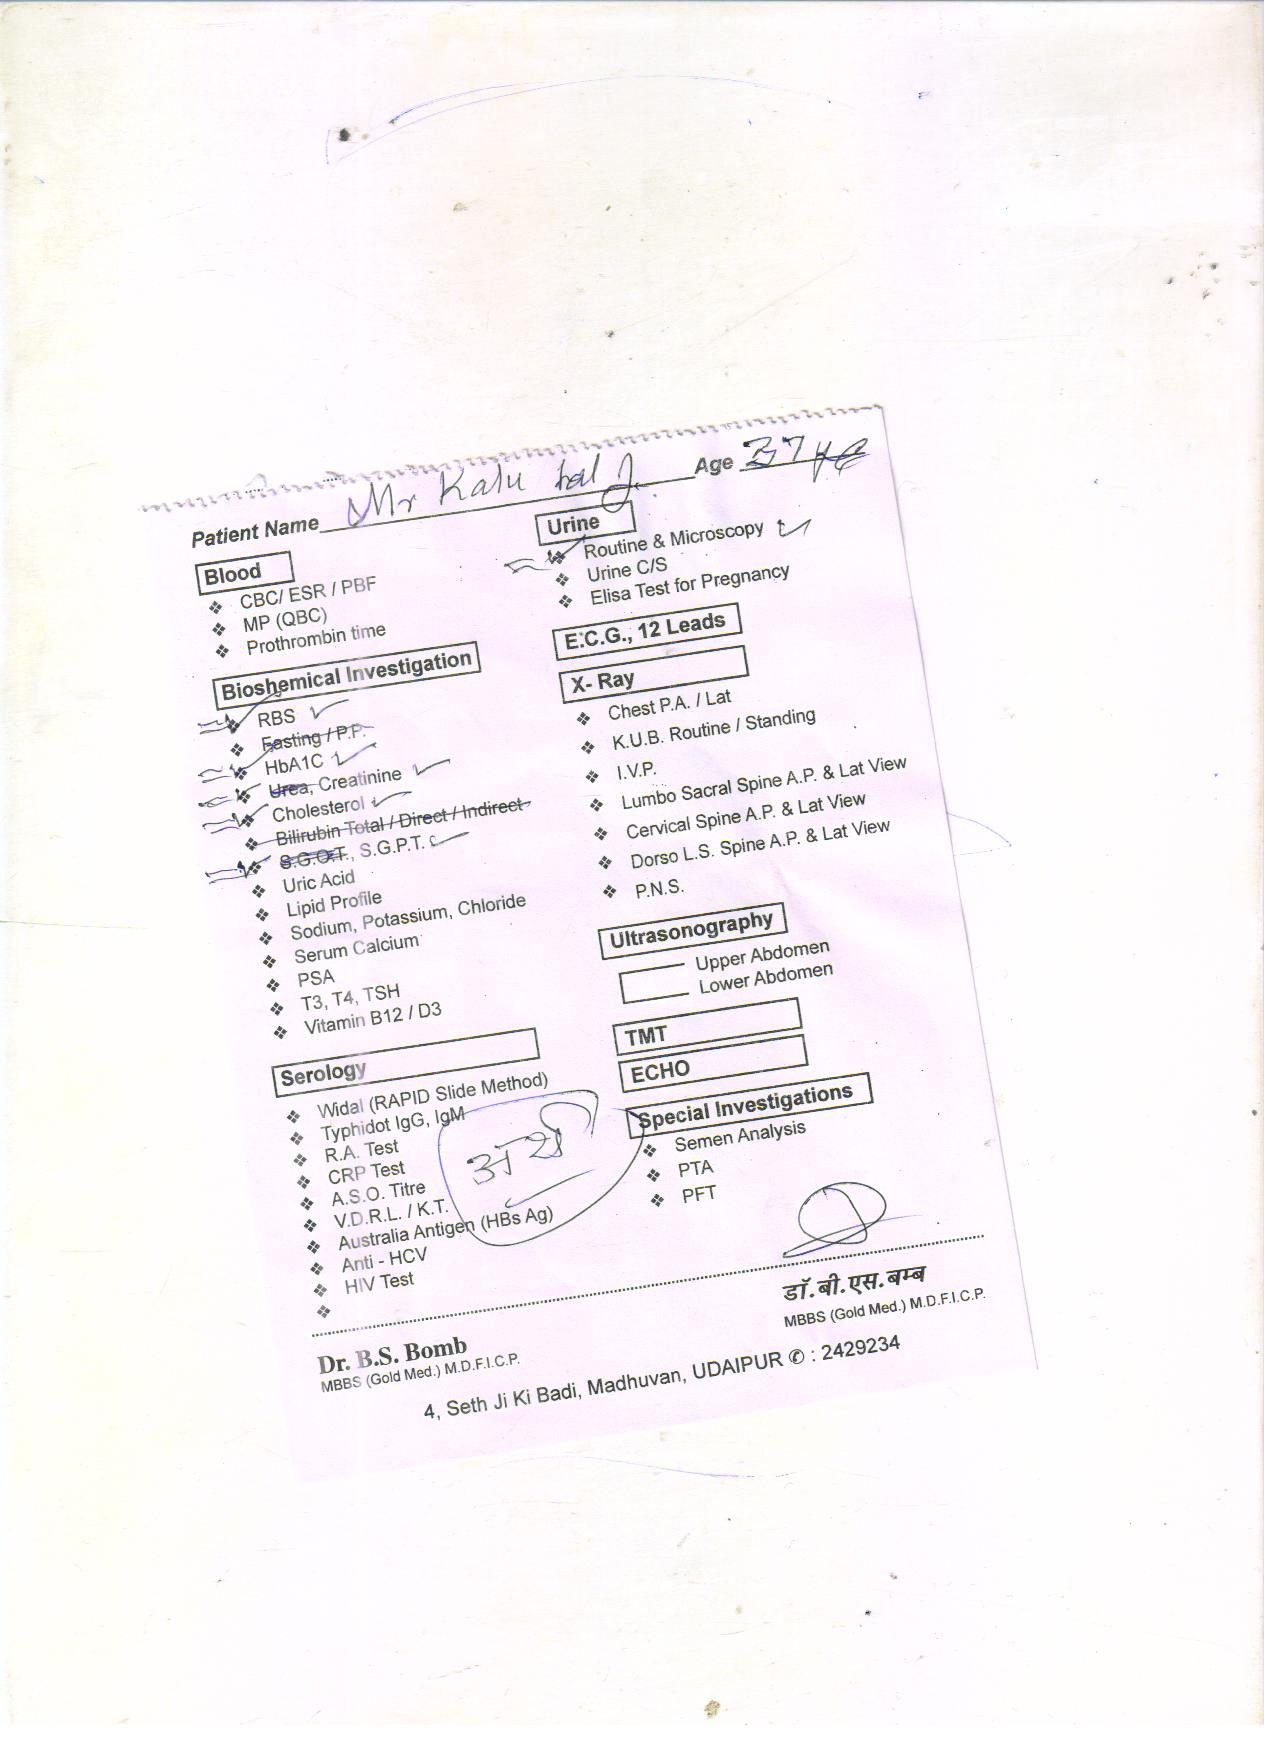 Patient Name Mr Kalu Lal J. Age 37 yr
Blood
❖ CBC/ ESR / PBF
❖ MP (QBC)
❖ Prothrombin time
Bioshemical Investigation
❖ RBS ✓
❖ Fasting / P.P.
❖ HbA1C ✓
❖ Urea, Creatinine ✓
❖ Cholesterol ✓
❖ Bilirubin Total / Direct / Indirect
❖ S.G.O.T., S.G.P.T. ✓
❖ Uric Acid
❖ Lipid Profile
❖ Sodium, Potassium, Chloride
❖ Serum Calcium
❖ PSA
❖ T3, T4, TSH
❖ Vitamin B12 / D3
Serology
❖ Widal (RAPID Slide Method)
❖ Typhidot IgG, IgM
❖ R.A. Test
❖ CRP Test
❖ A.S.O. Titre
❖ V.D.R.L. / K.T.
❖ Australia Antigen (HBs Ag)
❖ Anti - HCV
❖ HIV Test
अभी
Urine
❖ Routine & Microscopy ✓
❖ Urine C/S
❖ Elisa Test for Pregnancy
E.C.G., 12 Leads
X- Ray
❖ Chest P.A. / Lat
❖ K.U.B. Routine / Standing
❖ I.V.P.
❖ Lumbo Sacral Spine A.P. & Lat View
❖ Cervical Spine A.P. & Lat View
❖ Dorso L.S. Spine A.P. & Lat View
❖ P.N.S.
Ultrasonography
Upper Abdomen
Lower Abdomen
TMT
ECHO
Special Investigations
❖ Semen Analysis
❖ PTA
❖ PFT
Dr. B.S. Bomb
MBBS (Gold Med.) M.D.F.I.C.P.
डॉ. बी. एस. बम्ब
MBBS (Gold Med.) M.D.F.I.C.P.
4, Seth Ji Ki Badi, Madhuvan, UDAIPUR ✆ : 2429234